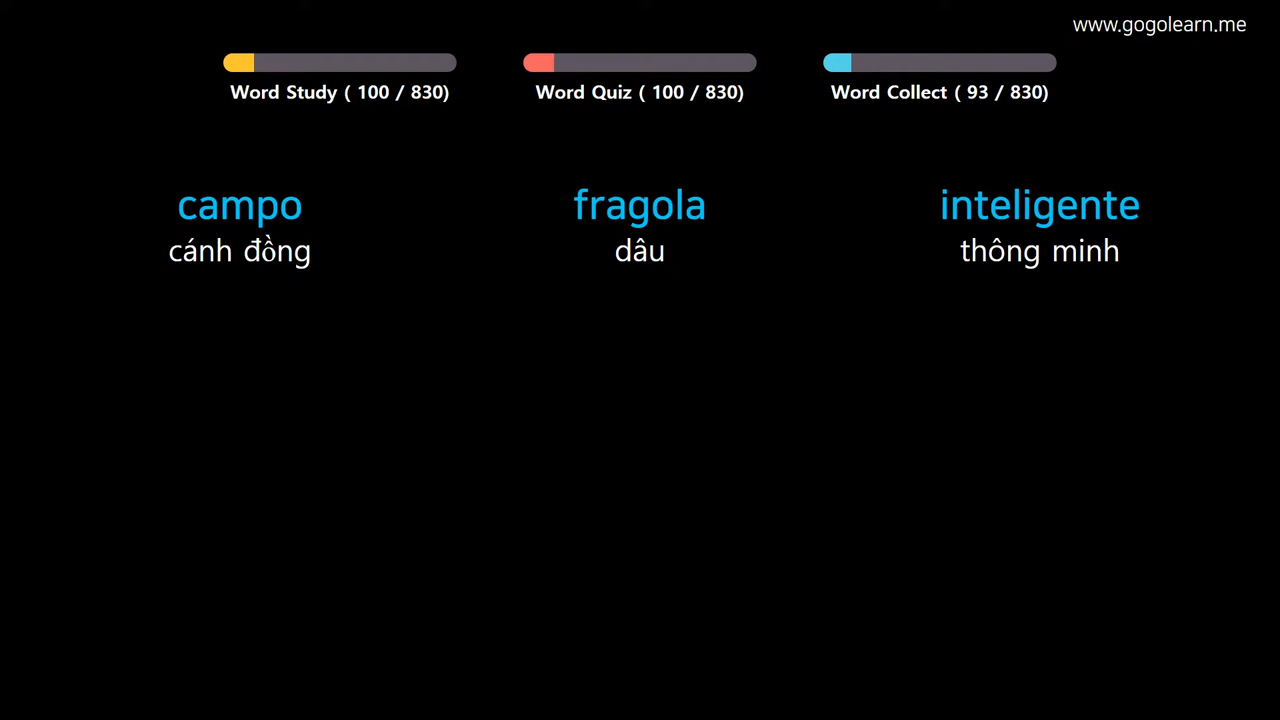 www.gogolearn.me
Word Study ( 100 / 830)
Word Quiz ( 100 / 830)
Word Collect ( 93 / 830)
campo
cánh đồng
fragola
dâu
inteligente
thông minh